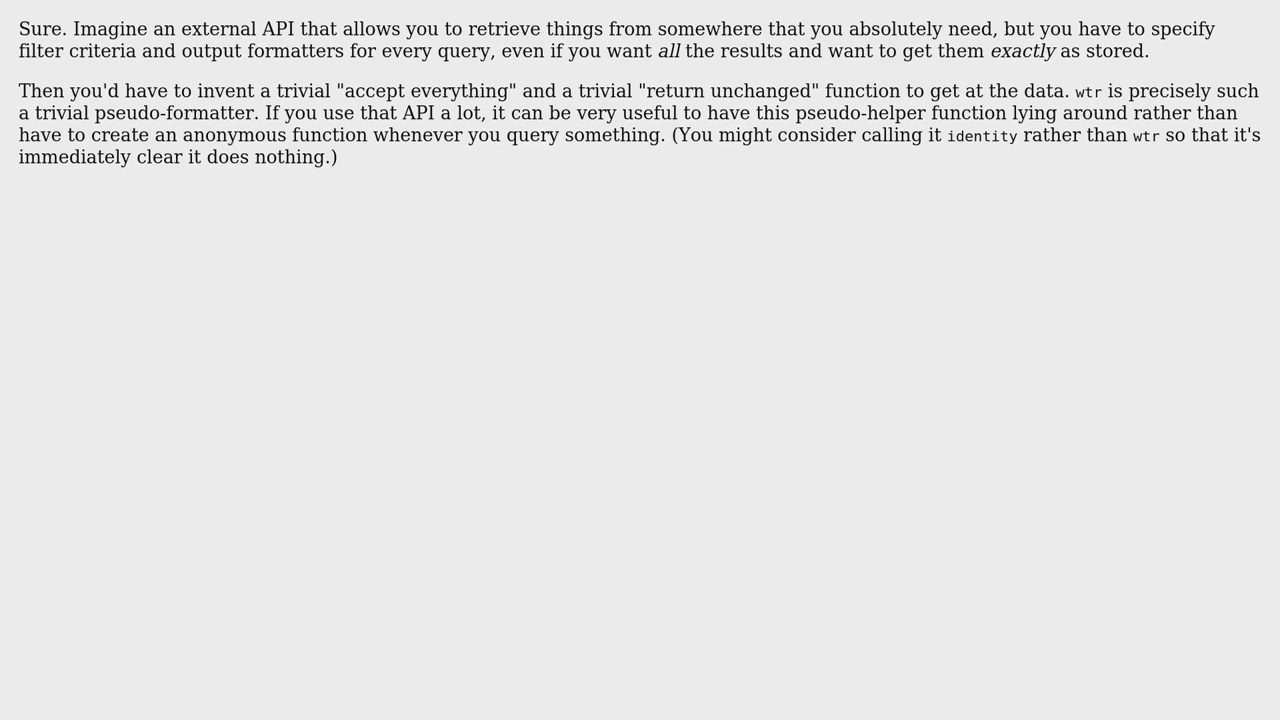 Sure. Imagine an external API that allows you to retrieve things from somewhere that you absolutely need, but you have to specify
filter criteria and output formatters for every query, even if you want all the results and want to get them exactly as stored.
Then you'd have to invent a trivial "accept everything" and a trivial "return unchanged" function to get at the data. wtr is precisely such
a trivial pseudo-formatter. If you use that API a lot, it can be very useful to have this pseudo-helper function lying around rather than
have to create an anonymous function whenever you query something. (You might consider calling it identity rather than wtr so that it's
immediately clear it does nothing.)